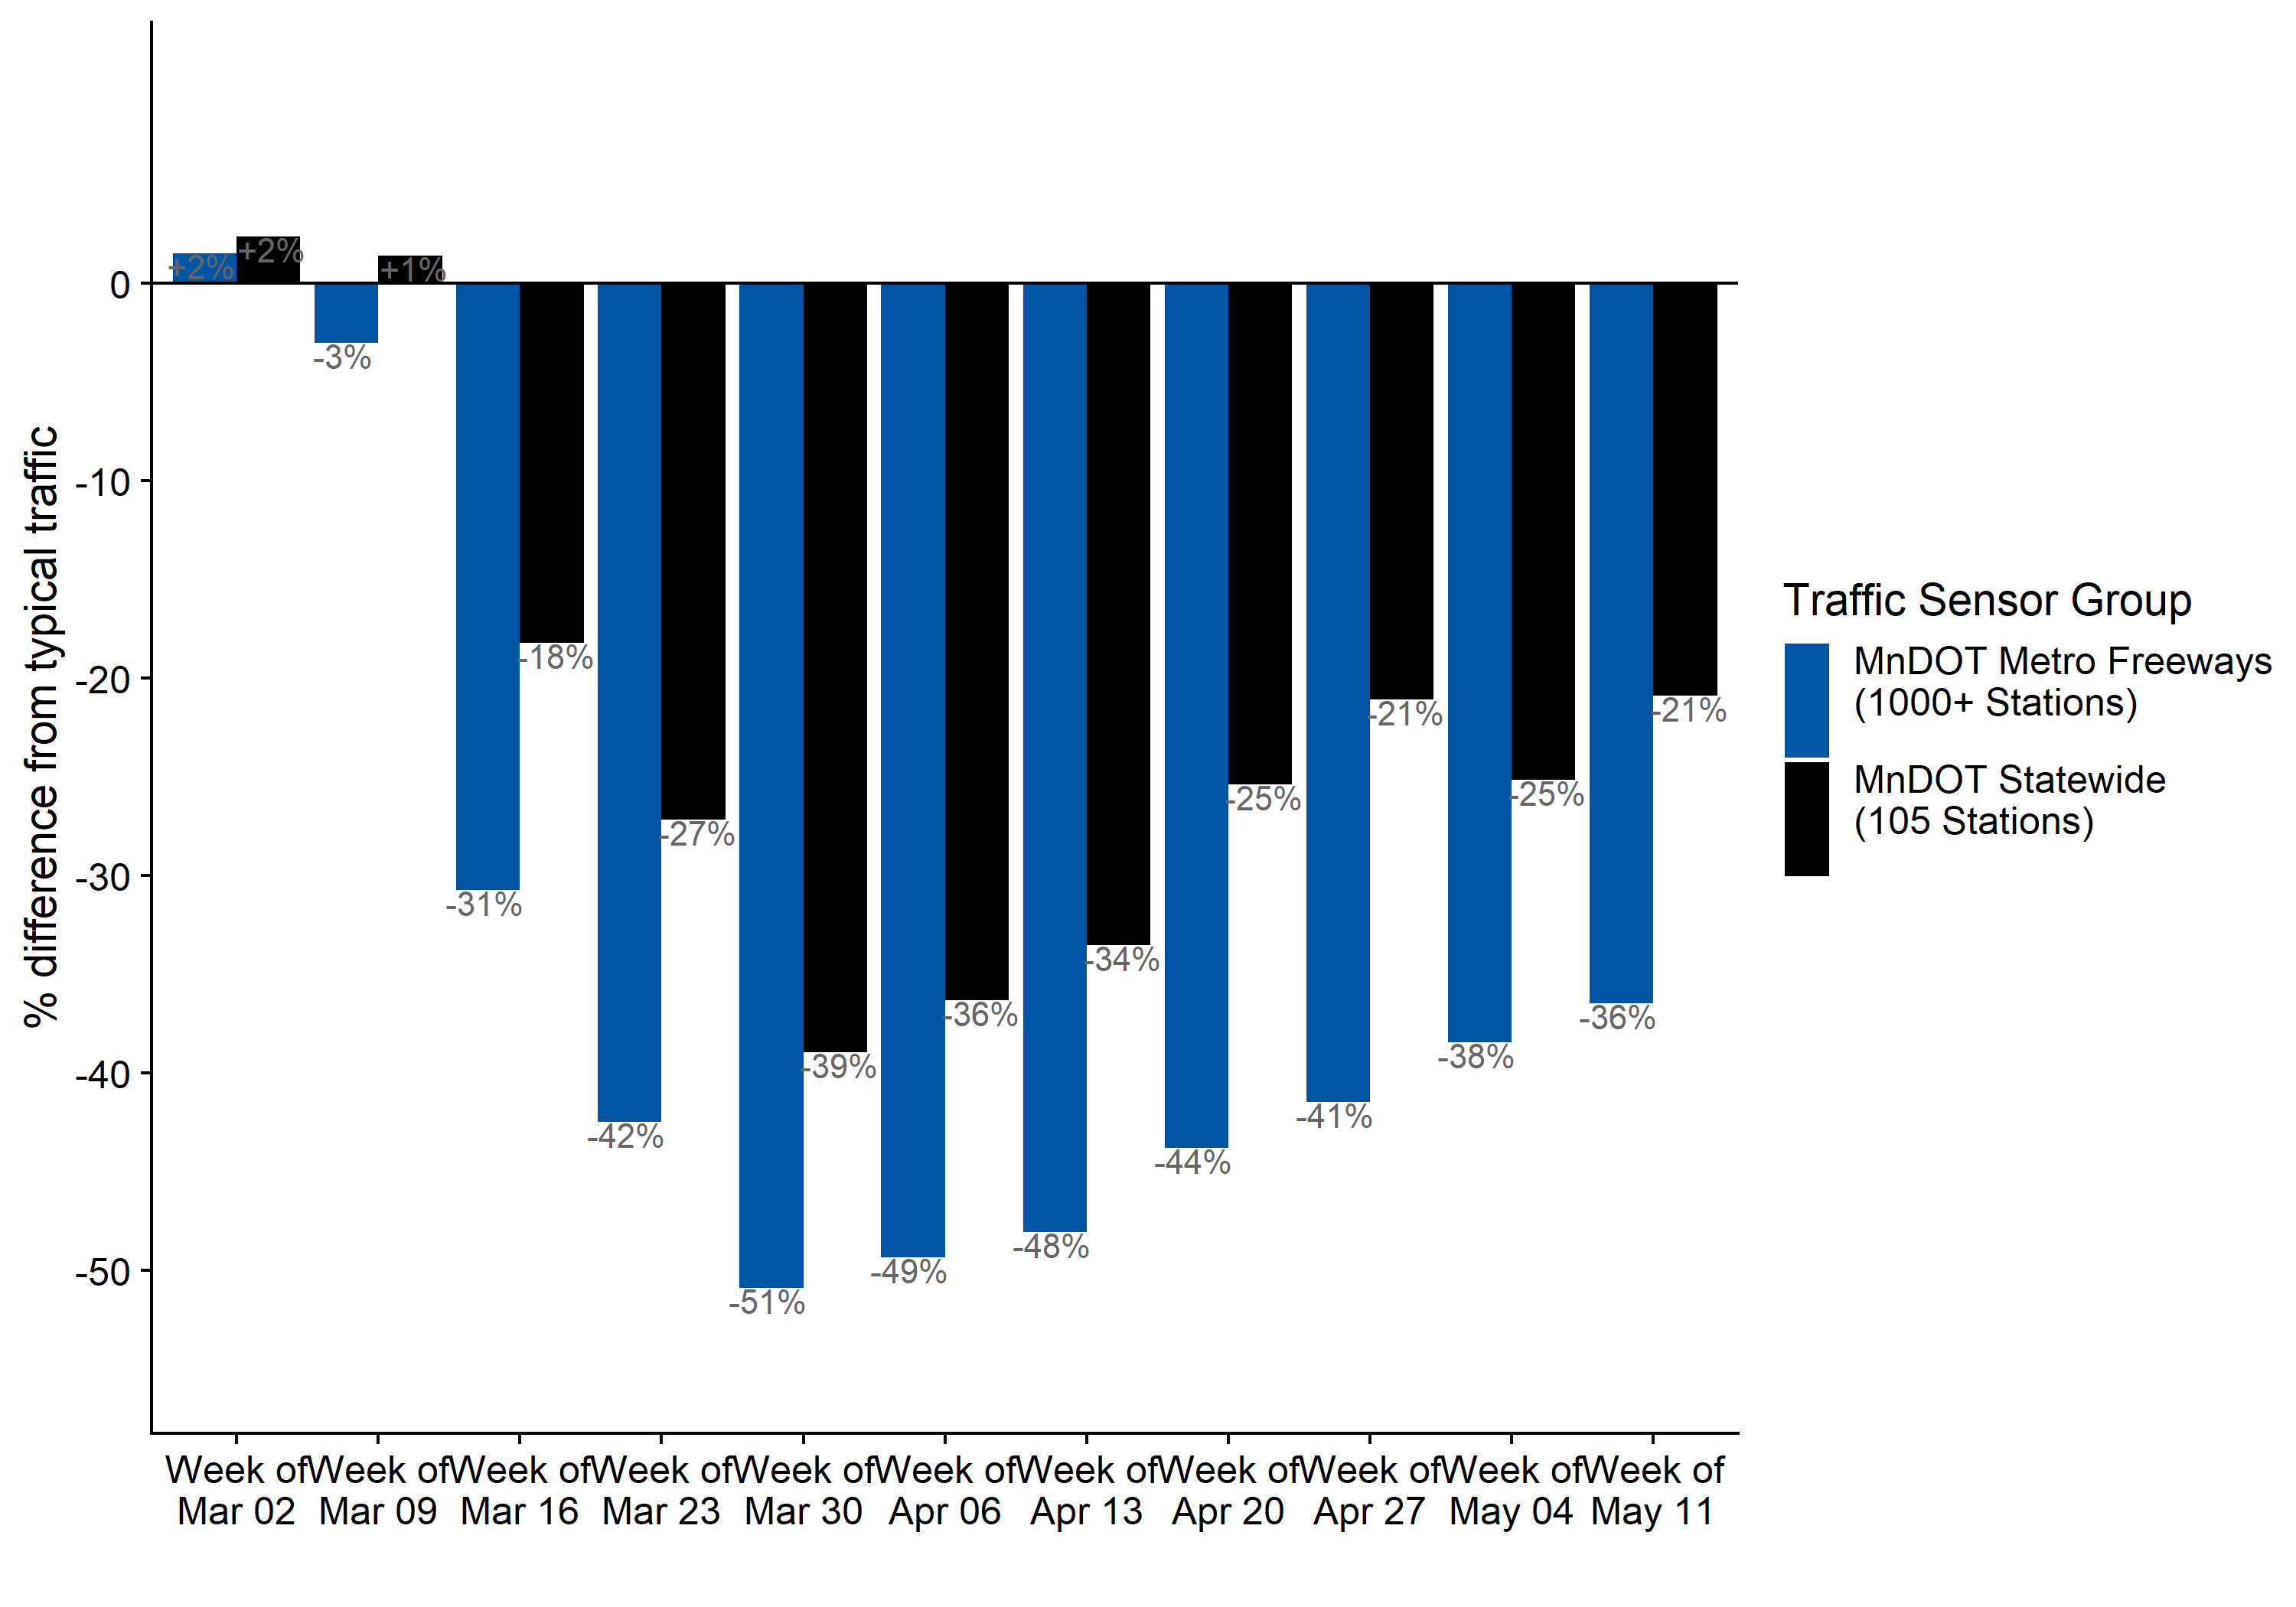 % difference from typical traffic
0
-10
-20
-30
-40
-50
+2%
+2%
-3%
+1%
-31%
-18%
-42%
-27%
-51%
-39%
-49%
-36%
-48%
-34%
-44%
-25%
-41%
-21%
-38%
-25%
-36%
-21%
Week of
Mar 02
Week of
Mar 09
Week of
Mar 16
Week of
Mar 23
Week of
Mar 30
Week of
Apr 06
Week of
Apr 13
Week of
Apr 20
Week of
Apr 27
Week of
May 04
Week of
May 11
Traffic Sensor Group
MnDOT Metro Freeways
(1000+ Stations)
MnDOT Statewide
(105 Stations)